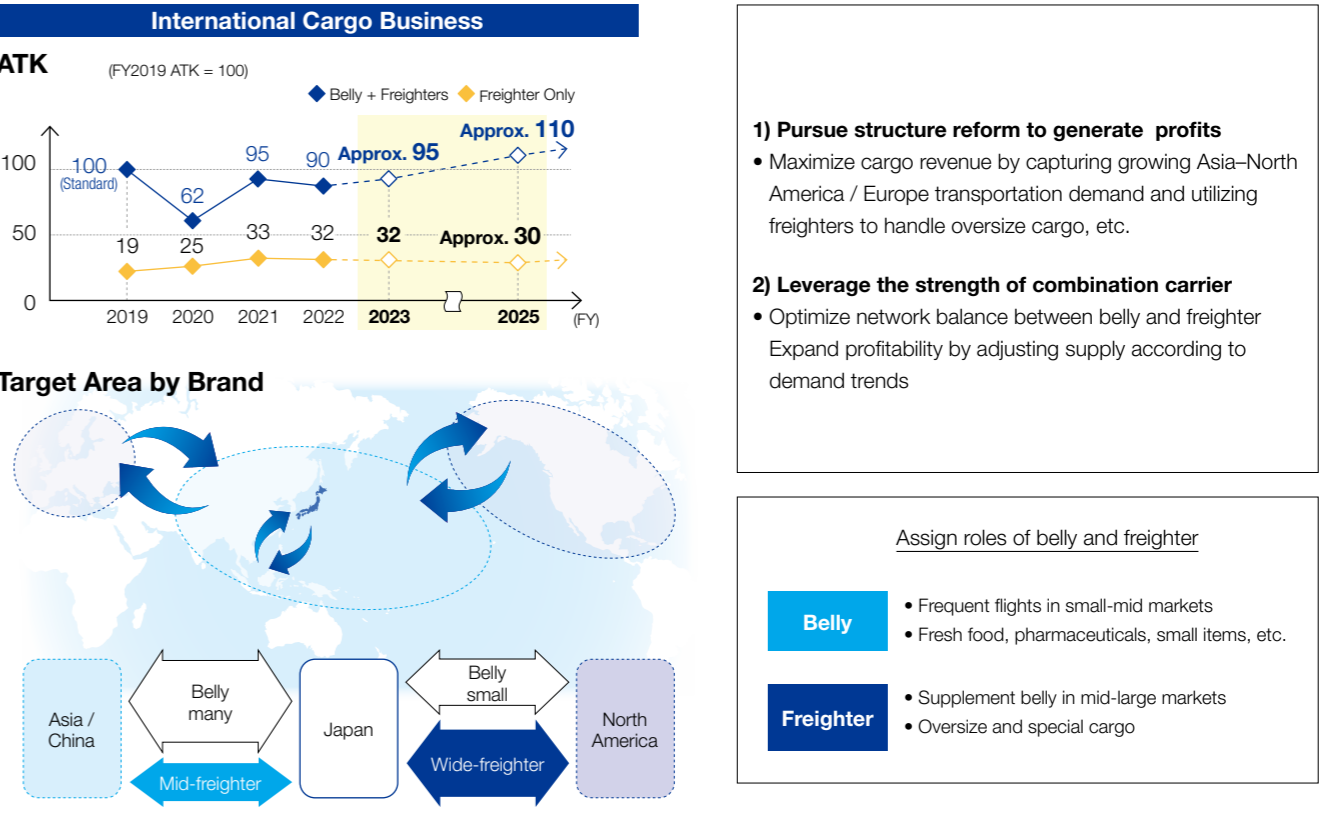 International Cargo Business
ATK
(FY2019 ATK = 100)
Belly + Freighters
Freighter Only
100
50
0
100
(Standard)
62
95
90
Approx. 95
Approx. 110
19
25
33
32
32
Approx. 30
2019
2020
2021
2022
2023
2025
(FY)
Target Area by Brand
Asia /
China
Belly
many
Mid-freighter
Japan
Belly
small
Wide-freighter
North
America
1) Pursue structure reform to generate profits
• Maximize cargo revenue by capturing growing Asia–North
America / Europe transportation demand and utilizing
freighters to handle oversize cargo, etc.
2) Leverage the strength of combination carrier
• Optimize network balance between belly and freighter
Expand profitability by adjusting supply according to
demand trends
Assign roles of belly and freighter
Belly
• Frequent flights in small-mid markets
• Fresh food, pharmaceuticals, small items, etc.
Freighter
• Supplement belly in mid-large markets
• Oversize and special cargo